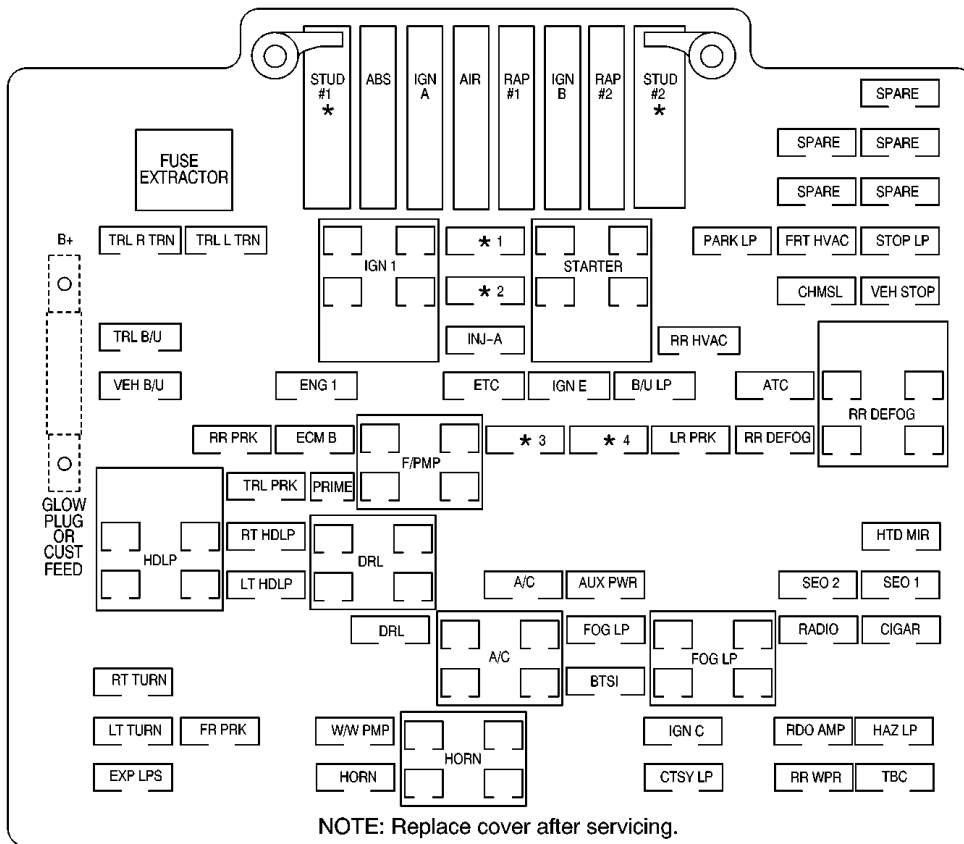 STUD #1 *
ABS
IGN A
AIR
RAP #1
IGN B
RAP #2
STUD #2 *
SPARE
FUSE EXTRACTOR
SPARE SPARE
SPARE SPARE
B+
TRL R TRN TRL L TRN
IGN 1
* 1
STARTER
PARK LP FRT HVAC STOP LP
* 2
CHMSL VEH STOP
TRL B/U
INJ-A
RR HVAC
VEH B/U
ENG 1
ETC
IGN E
B/U LP
ATC
RR DEFOG
RR PRK
ECM B
F/PMP
* 3
* 4
LR PRK
RR DEFOG
TRL PRK
PRIME
GLOW
PLUG
OR
CUST
FEED
HDLP
RT HDLP
DRL
HTD MIR
LT HDLP
A/C
AUX PWR
SEO 2
SEO 1
DRL
A/C
FOG LP
FOG LP
RADIO
CIGAR
RT TURN
BTSI
LT TURN
FR PRK
W/W PMP
HORN
IGN C
RDO AMP
HAZ LP
EXP LPS
HORN
CTSY LP
RR WPR
TBC
NOTE: Replace cover after servicing.